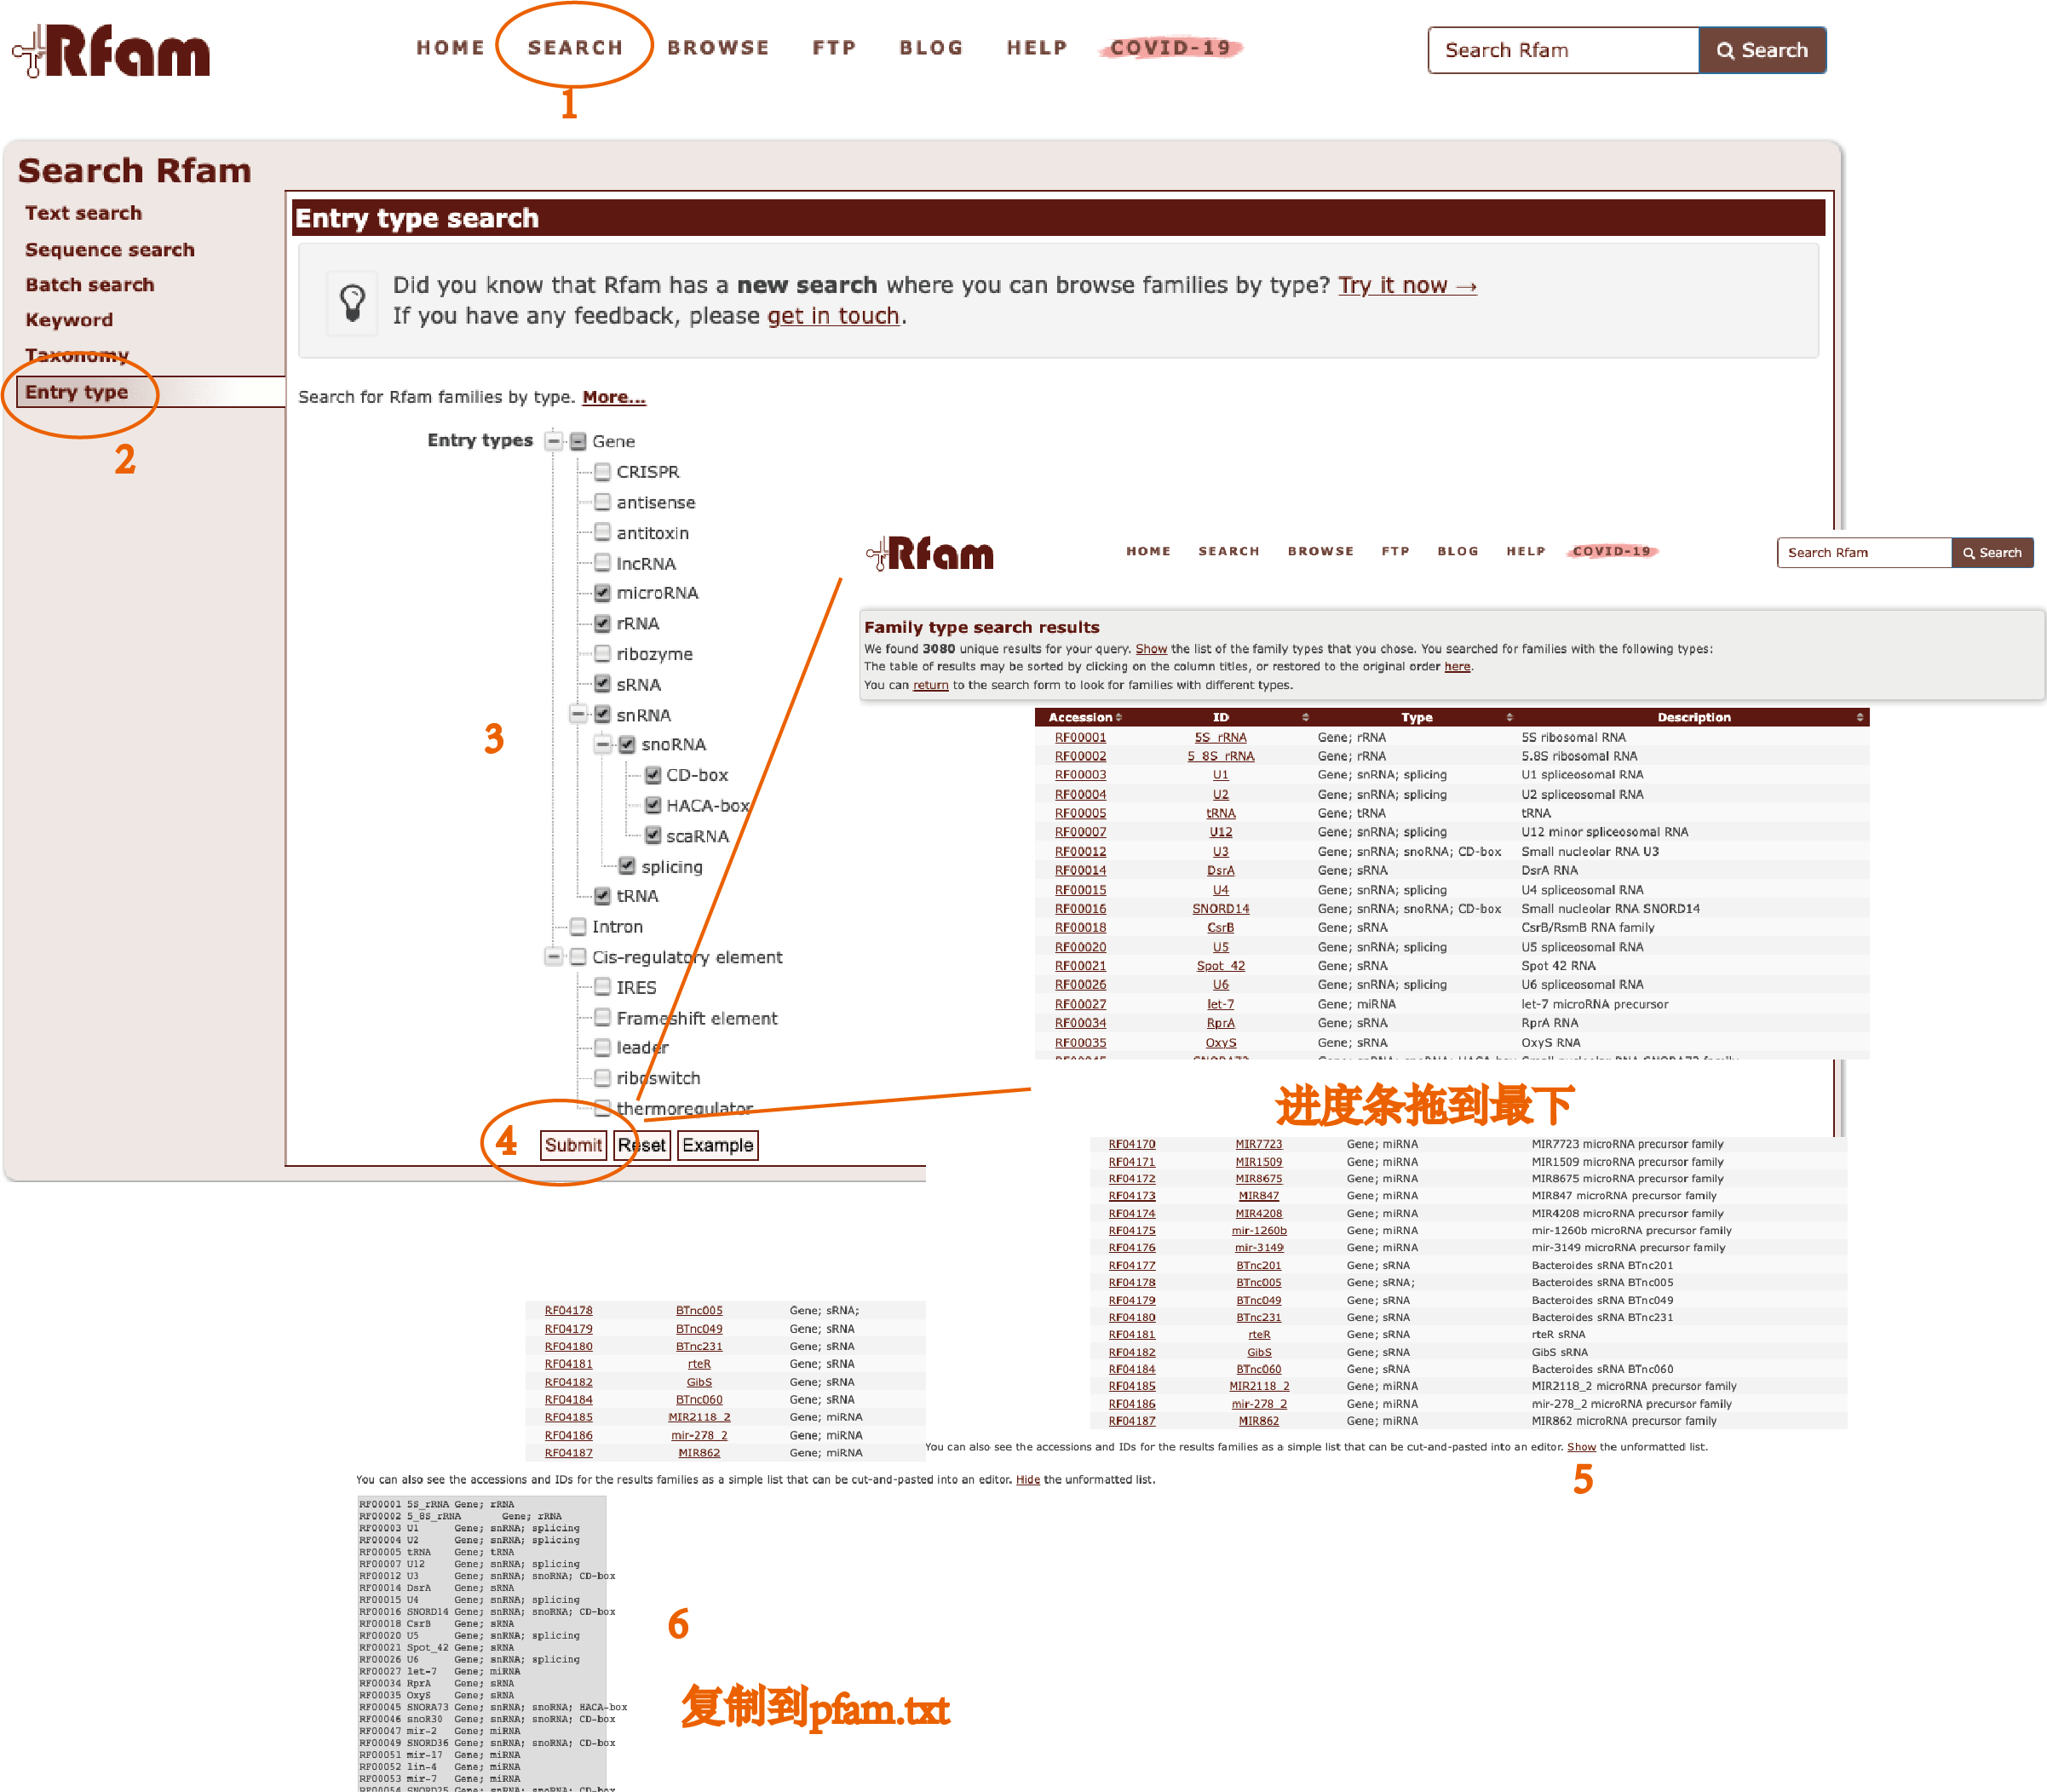 Rfam
HOME SEARCH BROWSE FTP BLOG HELP COVID-19
Search Rfam Search
1
Search Rfam
Text search
Sequence search
Batch search
Keyword
Taxonomy
Entry type
2
Entry type search
Did you know that Rfam has a new search where you can browse families by type? Try it now →
If you have any feedback, please get in touch.
Search for Rfam families by type. More...
Entry types Gene
CRISPR
antisense
antitoxin
lncRNA
microRNA
rRNA
ribozyme
sRNA
snRNA
3
snoRNA
CD-box
HACA-box
scaRNA
splicing
tRNA
Intron
Cis-regulatory element
IRES
Frameshift element
leader
riboswitch
thermoregulator
4 Submit Reset Example
Rfam
HOME SEARCH BROWSE FTP BLOG HELP COVID-19
Search Rfam Search
Family type search results
We found 3080 unique results for your query. Show the list of the family types that you chose. You searched for families with the following types:
The table of results may be sorted by clicking on the column titles, or restored to the original order here.
You can return to the search form to look for families with different types.
Accession ID Type Description
RF00001 5S_rRNA Gene; rRNA 5S ribosomal RNA
RF00002 5_8S_rRNA Gene; rRNA 5.8S ribosomal RNA
RF00003 U1 Gene; snRNA; splicing U1 spliceosomal RNA
RF00004 U2 Gene; snRNA; splicing U2 spliceosomal RNA
RF00005 tRNA Gene; tRNA tRNA
RF00007 U12 Gene; snRNA; splicing U12 minor spliceosomal RNA
RF00012 U3 Gene; snRNA; snoRNA; CD-box Small nucleolar RNA U3
RF00014 DsrA Gene; sRNA DsrA RNA
RF00015 U4 Gene; snRNA; splicing U4 spliceosomal RNA
RF00016 SNORD14 Gene; snRNA; snoRNA; CD-box Small nucleolar RNA SNORD14
RF00018 CsrB Gene; sRNA CsrB/RsmB RNA family
RF00020 U5 Gene; snRNA; splicing U5 spliceosomal RNA
RF00021 Spot_42 Gene; sRNA Spot 42 RNA
RF00026 U6 Gene; snRNA; splicing U6 spliceosomal RNA
RF00027 let-7 Gene; miRNA let-7 microRNA precursor
RF00034 RprA Gene; sRNA RprA RNA
RF00035 OxyS Gene; sRNA OxyS RNA
进度条拖到最下
RF04170 MIR7723 Gene; miRNA MIR7723 microRNA precursor family
RF04171 MIR1509 Gene; miRNA MIR1509 microRNA precursor family
RF04172 MIR8675 Gene; miRNA MIR8675 microRNA precursor family
RF04173 MIR847 Gene; miRNA MIR847 microRNA precursor family
RF04174 MIR4208 Gene; miRNA MIR4208 microRNA precursor family
RF04175 mir-1260b Gene; miRNA mir-1260b microRNA precursor family
RF04176 mir-3149 Gene; miRNA mir-3149 microRNA precursor family
RF04177 BTnc201 Gene; sRNA Bacteroides sRNA BTnc201
RF04178 BTnc005 Gene; sRNA; Bacteroides sRNA BTnc005
RF04179 BTnc049 Gene; sRNA Bacteroides sRNA BTnc049
RF04180 BTnc231 Gene; sRNA Bacteroides sRNA BTnc231
RF04181 rteR Gene; sRNA rteR sRNA
RF04182 GibS Gene; sRNA GibS sRNA
RF04184 BTnc060 Gene; sRNA Bacteroides sRNA BTnc060
RF04185 MIR2118_2 Gene; miRNA MIR2118_2 microRNA precursor family
RF04186 mir-278_2 Gene; miRNA mir-278_2 microRNA precursor family
RF04187 MIR862 Gene; miRNA MIR862 microRNA precursor family
You can also see the accessions and IDs for the results families as a simple list that can be cut-and-pasted into an editor. Show the unformatted list.
5
RF04178 BTnc005 Gene; sRNA;
RF04179 BTnc049 Gene; sRNA
RF04180 BTnc231 Gene; sRNA
RF04181 rteR Gene; sRNA
RF04182 GibS Gene; sRNA
RF04184 BTnc060 Gene; sRNA
RF04185 MIR2118_2 Gene; miRNA
RF04186 mir-278_2 Gene; miRNA
RF04187 MIR862 Gene; miRNA
You can also see the accessions and IDs for the results families as a simple list that can be cut-and-pasted into an editor. Hide the unformatted list.
RF00001 5S_rRNA Gene; rRNA
RF00002 5_8S_rRNA Gene; rRNA
RF00003 U1 Gene; snRNA; splicing
RF00004 U2 Gene; snRNA; splicing
RF00005 tRNA Gene; tRNA
RF00007 U12 Gene; snRNA; splicing
RF00012 U3 Gene; snRNA; snoRNA; CD-box
RF00014 DsrA Gene; sRNA
RF00015 U4 Gene; snRNA; splicing
RF00016 SNORD14 Gene; snRNA; snoRNA; CD-box
RF00018 CsrB Gene; sRNA
RF00020 U5 Gene; snRNA; splicing
RF00021 Spot_42 Gene; sRNA
RF00026 U6 Gene; snRNA; splicing
RF00027 let-7 Gene; miRNA
RF00034 RprA Gene; sRNA
RF00035 OxyS Gene; sRNA
RF00045 SNORA73 Gene; snRNA; snoRNA; HACA-box
RF00046 snoR30 Gene; snRNA; snoRNA; CD-box
RF00047 mir-2 Gene; miRNA
RF00049 SNORD36 Gene; snRNA; snoRNA; CD-box
RF00051 mir-17 Gene; miRNA
RF00052 lin-4 Gene; miRNA
RF00053 mir-7 Gene; miRNA
RF00054 SNORD25 Gene; snRNA; snoRNA; CD-box
6
复制到pfam.txt